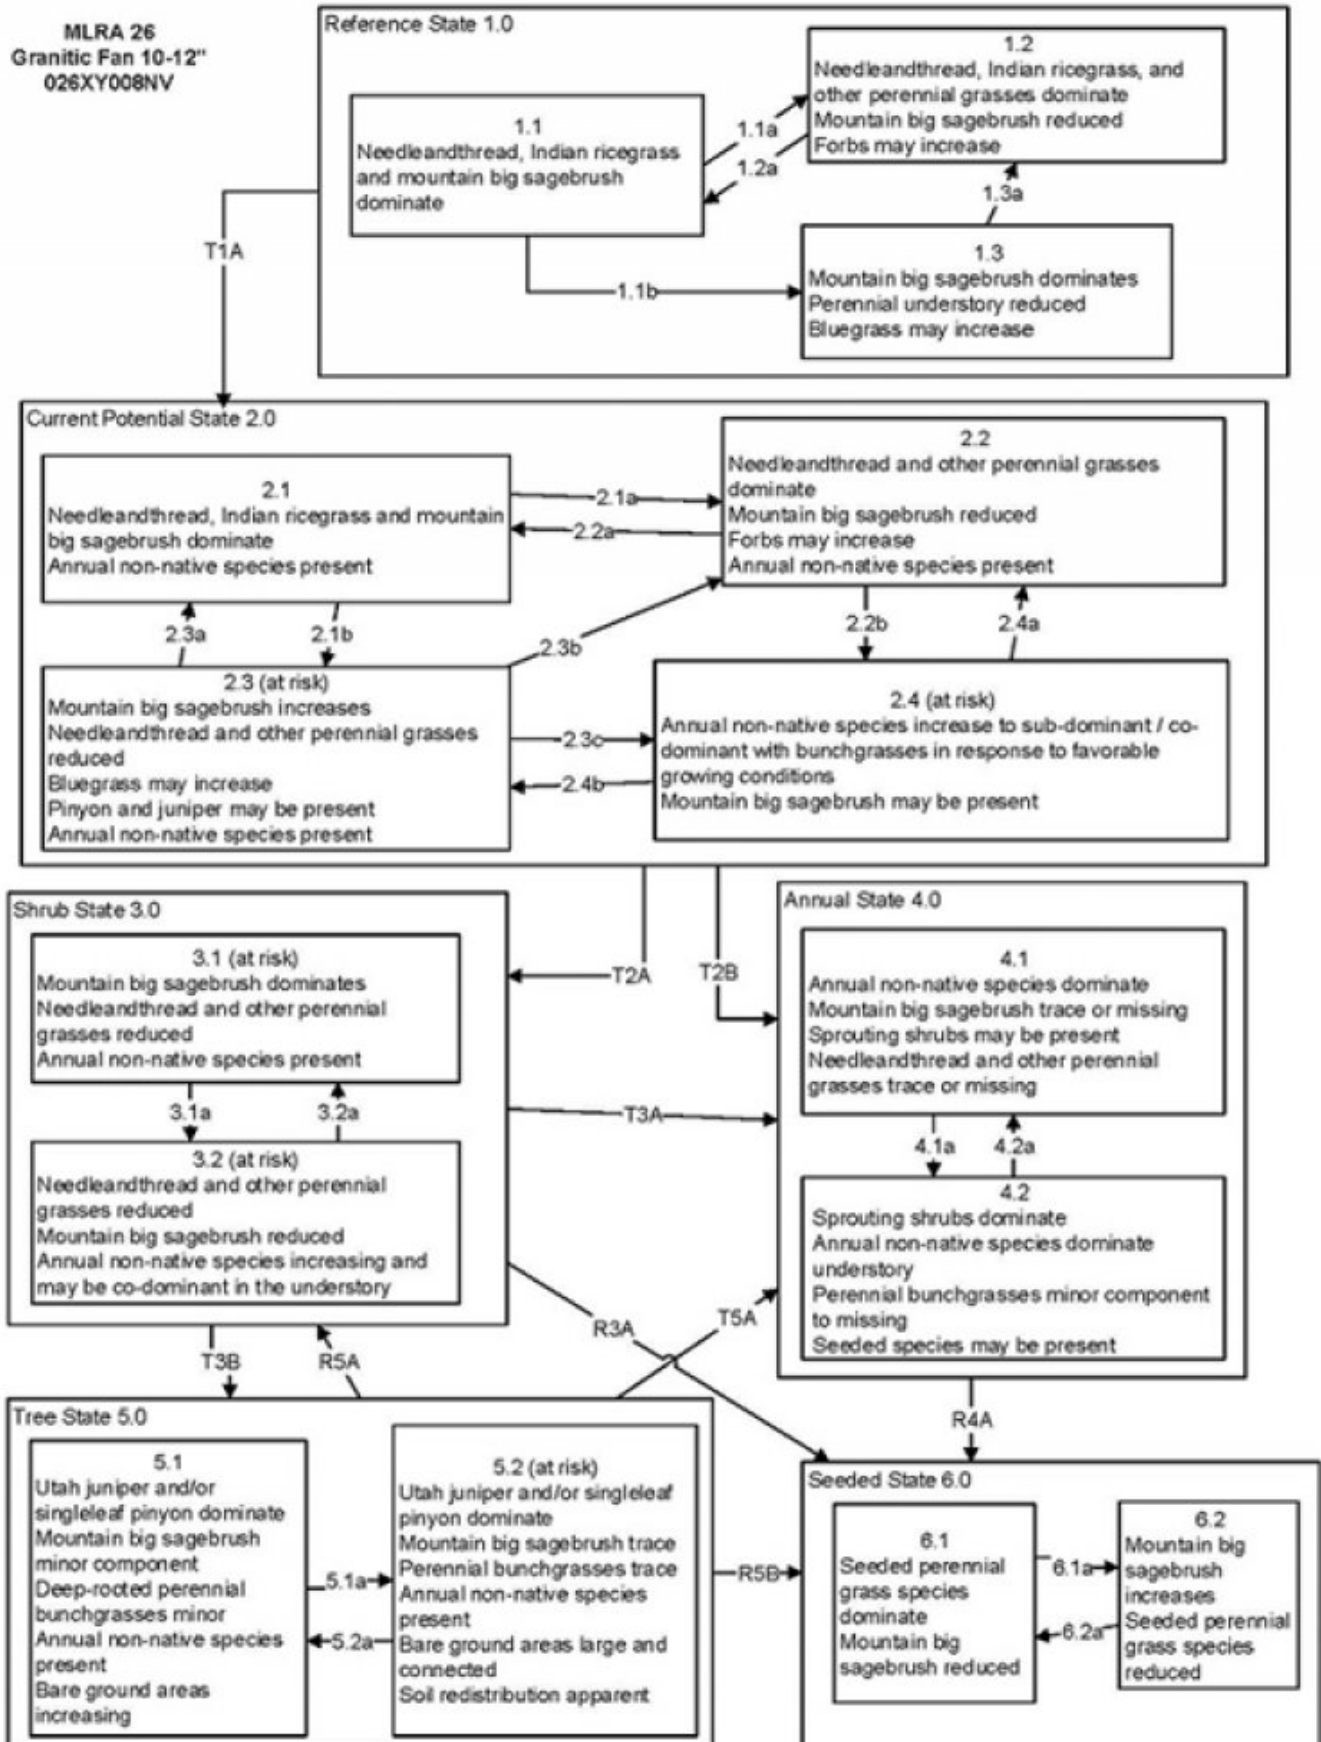 MLRA 26
Granitic Fan 10-12"
026XY008NV
Reference State 1.0
1.1
Needleandthread, Indian ricegrass
and mountain big sagebrush
dominate
1.1a
1.2a
1.2
Needleandthread, Indian ricegrass, and
other perennial grasses dominate
Mountain big sagebrush reduced
Forbs may increase
1.3a
1.1b
1.3
Mountain big sagebrush dominates
Perennial understory reduced
Bluegrass may increase
T1A
Current Potential State 2.0
2.1
Needleandthread, Indian ricegrass and mountain
big sagebrush dominate
Annual non-native species present
2.1a
2.2a
2.2
Needleandthread and other perennial grasses
dominate
Mountain big sagebrush reduced
Forbs may increase
Annual non-native species present
2.3a
2.1b
2.3b
2.2b
2.4a
2.3 (at risk)
Mountain big sagebrush increases
Needleandthread and other perennial grasses
reduced
Bluegrass may increase
Pinyon and juniper may be present
Annual non-native species present
2.3c
2.4b
2.4 (at risk)
Annual non-native species increase to sub-dominant / co-
dominant with bunchgrasses in response to favorable
growing conditions
Mountain big sagebrush may be present
T2A
T2B
Shrub State 3.0
3.1 (at risk)
Mountain big sagebrush dominates
Needleandthread and other perennial
grasses reduced
Annual non-native species present
3.1a
3.2a
3.2 (at risk)
Needleandthread and other perennial
grasses reduced
Mountain big sagebrush reduced
Annual non-native species increasing and
may be co-dominant in the understory
T3A
Annual State 4.0
4.1
Annual non-native species dominate
Mountain big sagebrush trace or missing
Sprouting shrubs may be present
Needleandthread and other perennial
grasses trace or missing
4.1a
4.2a
4.2
Sprouting shrubs dominate
Annual non-native species dominate
understory
Perennial bunchgrasses minor component
to missing
Seeded species may be present
T3B
R5A
R3A
T5A
R4A
Tree State 5.0
5.1
Utah juniper and/or
singleleaf pinyon dominate
Mountain big sagebrush
minor component
Deep-rooted perennial
bunchgrasses minor
Annual non-native species
present
Bare ground areas
increasing
5.1a
5.2a
5.2 (at risk)
Utah juniper and/or singleleaf
pinyon dominate
Mountain big sagebrush trace
Perennial bunchgrasses trace
Annual non-native species
present
Bare ground areas large and
connected
Soil redistribution apparent
R5B
Seeded State 6.0
6.1
Seeded perennial
grass species
dominate
Mountain big
sagebrush reduced
6.1a
6.2a
6.2
Mountain big
sagebrush
increases
Seeded perennial
grass species
reduced